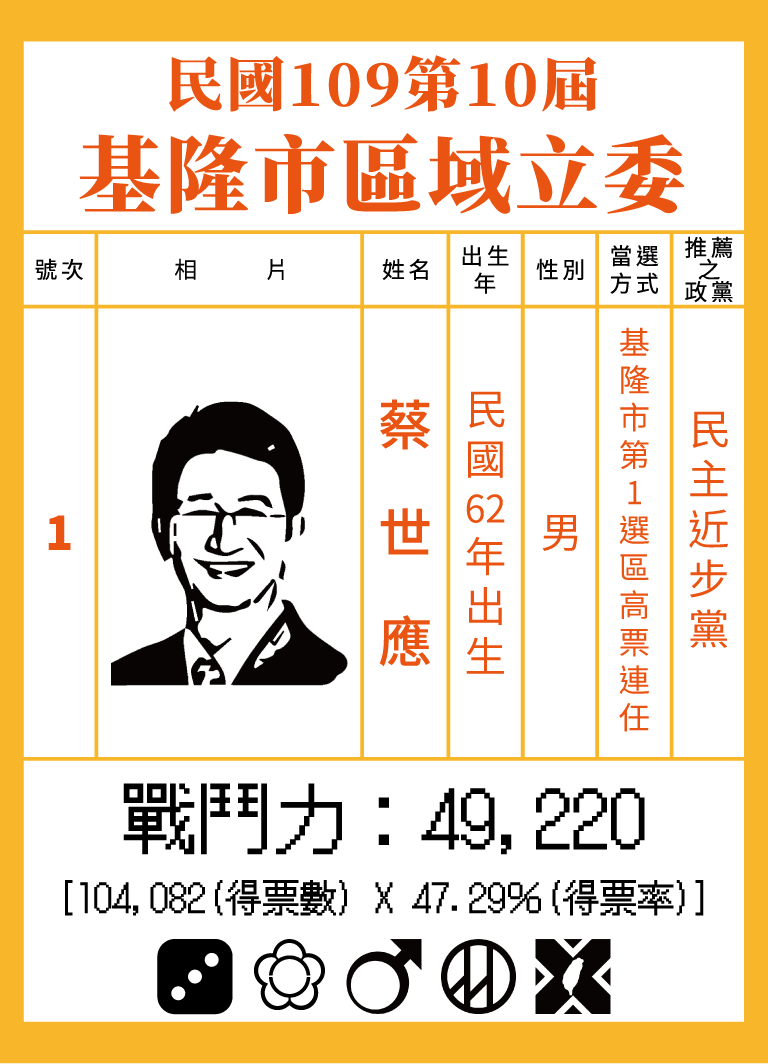 民國109第10屆
基隆市區域立委
號次
相 片
姓名
出生年
性別
當選方式
推薦之政黨
1
蔡世應
民國62年出生
男
基隆市第1選區高票連任
民主近步黨
戰鬥力：49,220
[104,082(得票數) X 47.29%(得票率)]